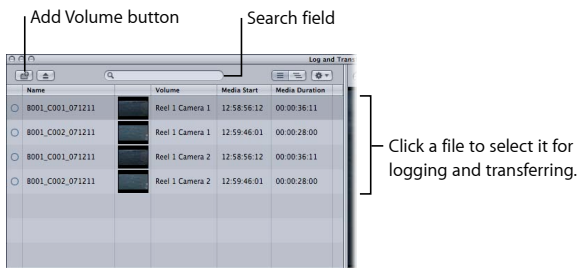 Add Volume button
Search field
Log and Trans
Name Volume Media Start Media Duration
B001_C001_071211 Reel 1 Camera 1 12:58:56:12 00:00:36:11
B001_C002_071211 Reel 1 Camera 1 12:59:46:01 00:00:28:00
B001_C001_071211 Reel 1 Camera 2 12:58:56:12 00:00:36:11
B001_C002_071211 Reel 1 Camera 2 12:59:46:01 00:00:28:00
Click a file to select it for
logging and transferring.